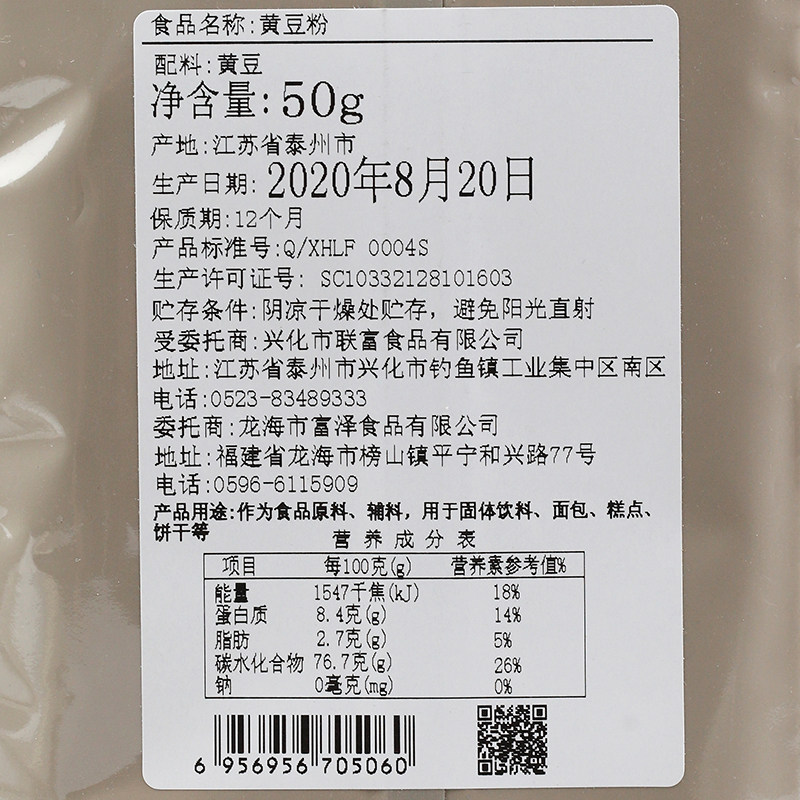 食品名称:黄豆粉
配料:黄豆
净含量:50g
产地:江苏省泰州市
生产日期:2020年8月20日
保质期:12个月
产品标准号:Q/XHLF 0004S
生产许可证号: SC10332128101603
贮存条件:阴凉干燥处贮存，避免阳光直射
受委托商:兴化市联富食品有限公司
地址:江苏省泰州市兴化市钓鱼镇工业集中区南区
电话:0523-83489333
委托商:龙海市富泽食品有限公司
地址:福建省龙海市榜山镇平宁和兴路77号
电话:0596-6115909
产品用途:作为食品原料、辅料，用于固体饮料、面包、糕点、
饼干等
营养成分表
项目 每100克(g) 营养素参考值%
能量 1547千焦(kJ) 18%
蛋白质 8.4克(g) 14%
脂肪 2.7克(g) 5%
碳水化合物 76.7克(g) 26%
钠 0毫克(mg) 0%
6 956956 705060